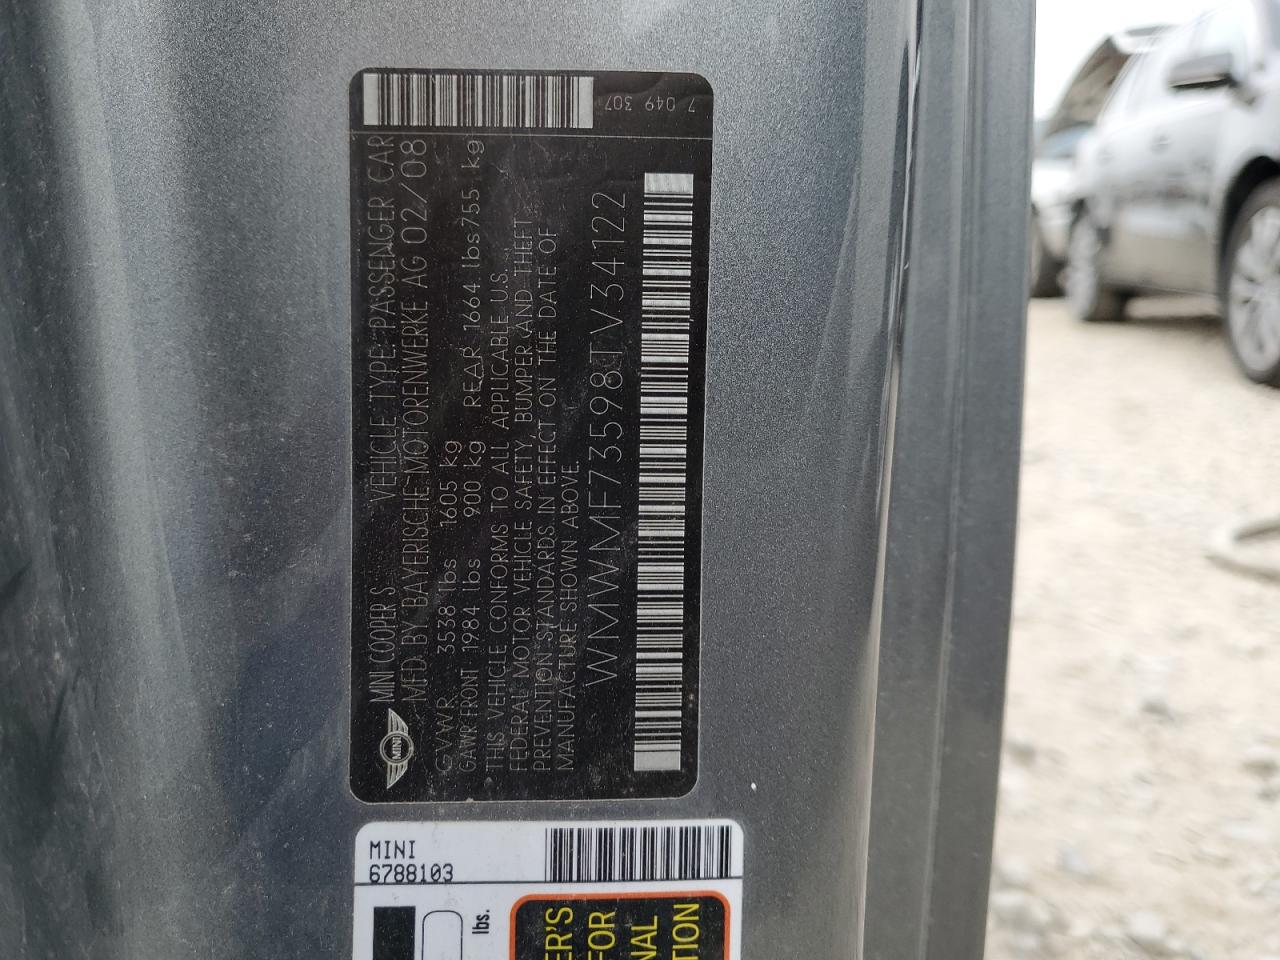 7 049 307
MINI COOPER S VEHICLE TYPE:PASSENGER CAR
MFD. BY BAYERISCHE MOTORENWERKE AG 02/08
GVWR 3538 lbs 1605 kg
GAWR FRONT 1984 lbs 900 kg REAR 1664 lbs 755 kg
THIS VEHICLE CONFORMS TO ALL APPLICABLE U.S.
FEDERAL MOTOR VEHICLE SAFETY, BUMPER AND THEFT
PREVENTION STANDARDS IN EFFECT ON THE DATE OF
MANUFACTURE SHOWN ABOVE.
WMWMF73598TV34122
MINI
MINI
6788103
lbs.
ER'S
FOR
NAL
TION